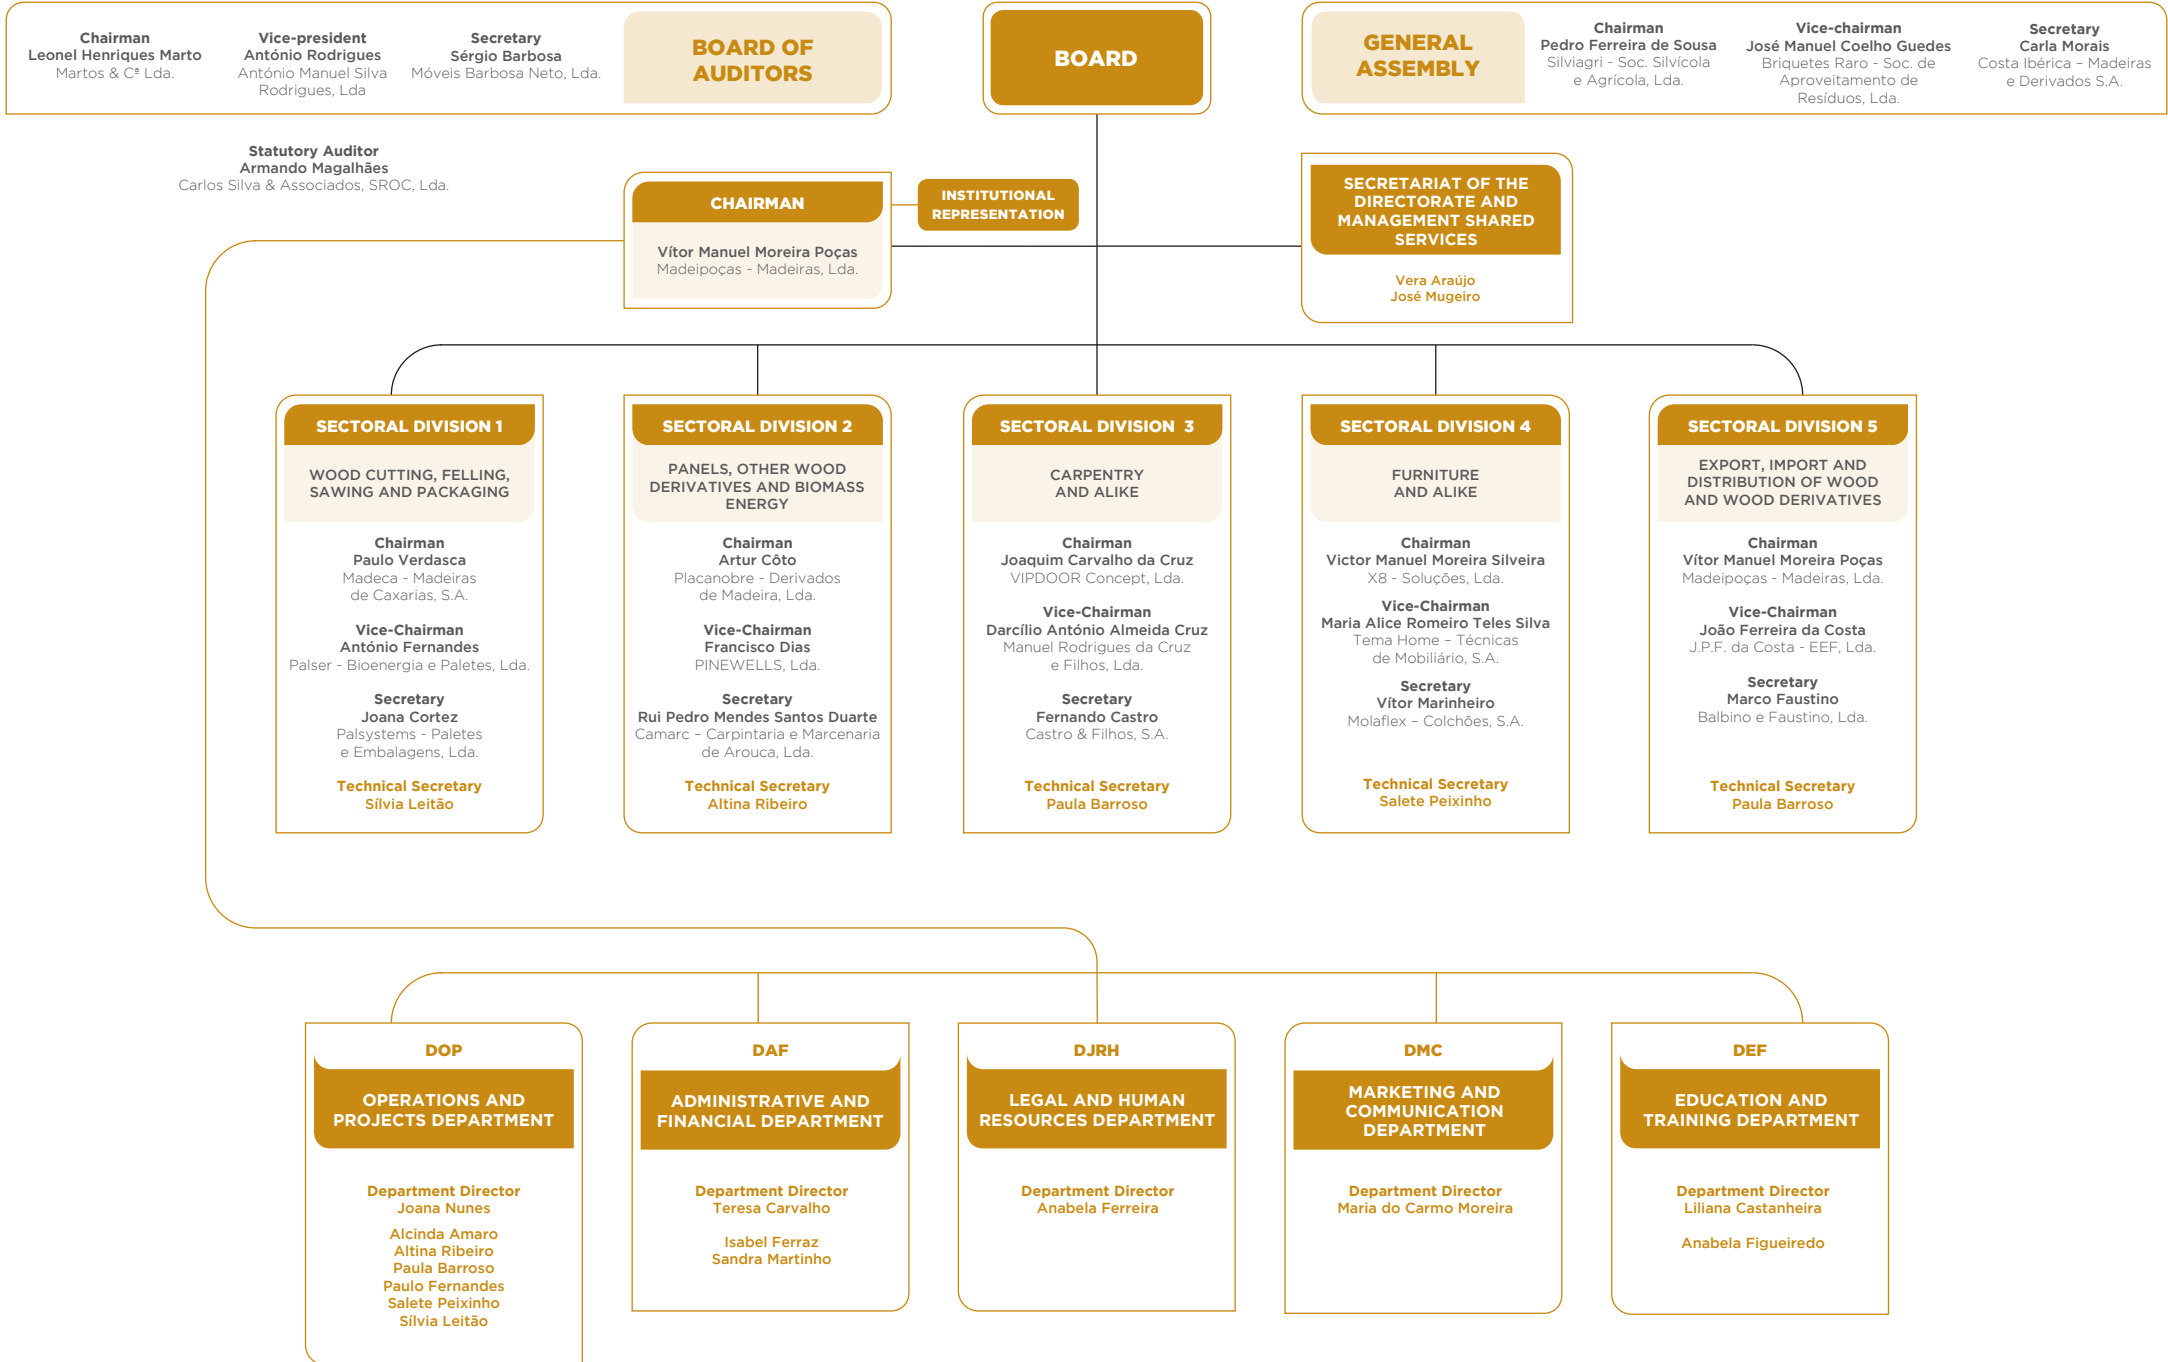 Chairman
Leonel Henriques Marto
Martos & Cª Lda.
Vice-president
António Rodrigues
António Manuel Silva
Rodrigues, Lda
Secretary
Sérgio Barbosa
Móveis Barbosa Neto, Lda.
BOARD OF
AUDITORS
BOARD
GENERAL
ASSEMBLY
Chairman
Pedro Ferreira de Sousa
Silviagri - Soc. Silvícola
e Agrícola, Lda.
Vice-chairman
José Manuel Coelho Guedes
Briquetes Raro - Soc. de
Aproveitamento de
Resíduos, Lda.
Secretary
Carla Morais
Costa Ibérica – Madeiras
e Derivados S.A.
Statutory Auditor
Armando Magalhães
Carlos Silva & Associados, SROC, Lda.
CHAIRMAN
Vítor Manuel Moreira Poças
Madeipoças - Madeiras, Lda.
INSTITUTIONAL
REPRESENTATION
SECRETARIAT OF THE
DIRECTORATE AND
MANAGEMENT SHARED
SERVICES
Vera Araújo
José Mugeiro
SECTORAL DIVISION 1
WOOD CUTTING, FELLING,
SAWING AND PACKAGING
Chairman
Paulo Verdasca
Madeca - Madeiras
de Caxarias, S.A.
Vice-Chairman
António Fernandes
Palser - Bioenergia e Paletes, Lda.
Secretary
Joana Cortez
Palsystems - Paletes
e Embalagens, Lda.
Technical Secretary
Sílvia Leitão
SECTORAL DIVISION 2
PANELS, OTHER WOOD
DERIVATIVES AND BIOMASS
ENERGY
Chairman
Artur Côto
Placanobre - Derivados
de Madeira, Lda.
Vice-Chairman
Francisco Dias
PINEWELLS, Lda.
Secretary
Rui Pedro Mendes Santos Duarte
Camarc – Carpintaria e Marcenaria
de Arouca, Lda.
Technical Secretary
Altina Ribeiro
SECTORAL DIVISION 3
CARPENTRY
AND ALIKE
Chairman
Joaquim Carvalho da Cruz
VIPDOOR Concept, Lda.
Vice-Chairman
Darcílio António Almeida Cruz
Manuel Rodrigues da Cruz
e Filhos, Lda.
Secretary
Fernando Castro
Castro & Filhos, S.A.
Technical Secretary
Paula Barroso
SECTORAL DIVISION 4
FURNITURE
AND ALIKE
Chairman
Victor Manuel Moreira Silveira
X8 - Soluções, Lda.
Vice-Chairman
Maria Alice Romeiro Teles Silva
Tema Home – Técnicas
de Mobiliário, S.A.
Secretary
Vítor Marinheiro
Molaflex – Colchões, S.A.
Technical Secretary
Salete Peixinho
SECTORAL DIVISION 5
EXPORT, IMPORT AND
DISTRIBUTION OF WOOD
AND WOOD DERIVATIVES
Chairman
Vítor Manuel Moreira Poças
Madeipoças - Madeiras, Lda.
Vice-Chairman
João Ferreira da Costa
J.P.F. da Costa - EEF, Lda.
Secretary
Marco Faustino
Balbino e Faustino, Lda.
Technical Secretary
Paula Barroso
DOP
OPERATIONS AND
PROJECTS DEPARTMENT
Department Director
Joana Nunes
Alcinda Amaro
Altina Ribeiro
Paula Barroso
Paulo Fernandes
Salete Peixinho
Sílvia Leitão
DAF
ADMINISTRATIVE AND
FINANCIAL DEPARTMENT
Department Director
Teresa Carvalho
Isabel Ferraz
Sandra Martinho
DJRH
LEGAL AND HUMAN
RESOURCES DEPARTMENT
Department Director
Anabela Ferreira
DMC
MARKETING AND
COMMUNICATION
DEPARTMENT
Department Director
Maria do Carmo Moreira
DEF
EDUCATION AND
TRAINING DEPARTMENT
Department Director
Liliana Castanheira
Anabela Figueiredo